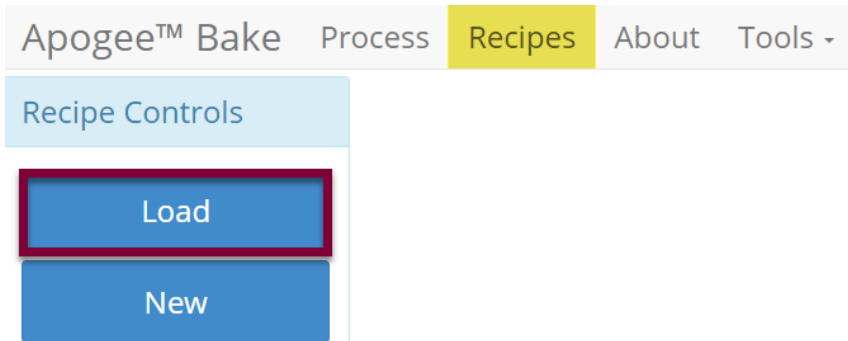 Apogee™ Bake Process Recipes About Tools
Recipe Controls
Load
New